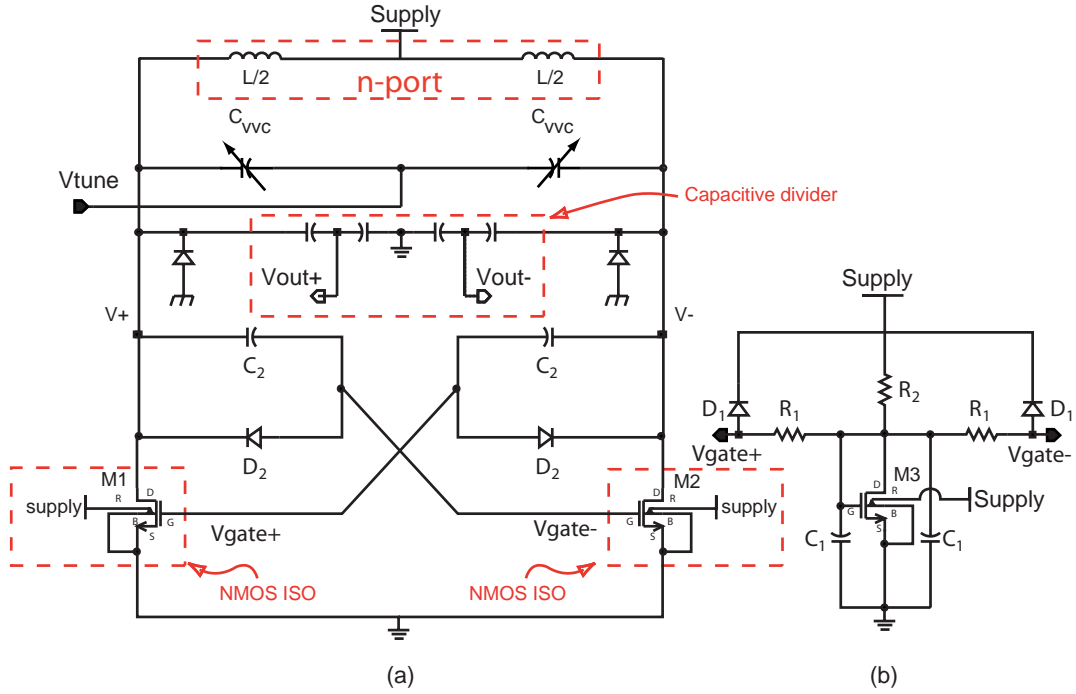 Supply
L/2
L/2
n-port
Cvvc
Cvvc
Vtune
Capacitive divider
Vout+
Vout-
V+
V-
C2
C2
D2
D2
M1
M2
supply
R
D
B
G
S
Vgate+
Vgate-
G
D
R
B
S
supply
NMOS ISO
NMOS ISO
(a)
Supply
R2
D1
R1
R1
D1
Vgate+
Vgate-
M3
D
R
G
B
S
Supply
C1
C1
(b)